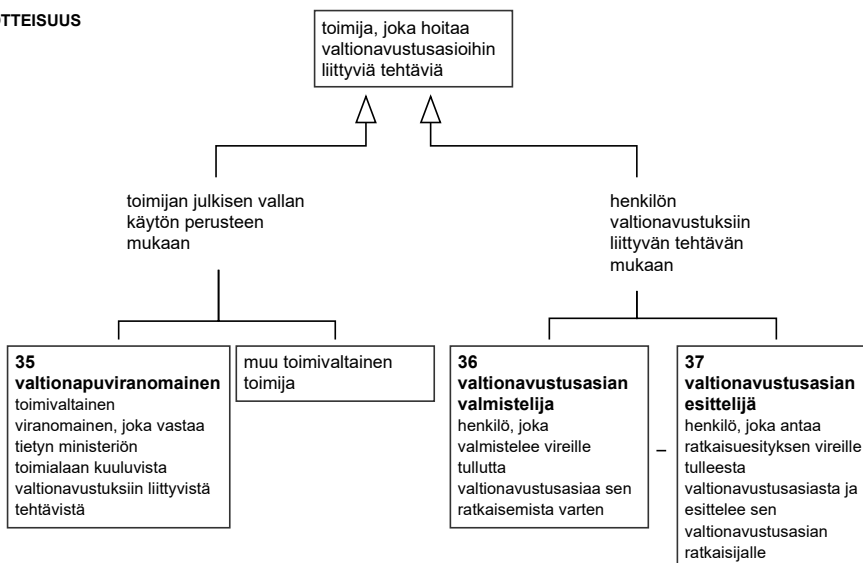 TTEISUUS
toimija, joka hoitaa
valtionavustusasioihin
liittyviä tehtäviä
toimijan julkisen vallan
käytön perusteen
mukaan
henkilön
valtionavustuksiin
liittyvän tehtävän
mukaan
35
valtionapuviranomainen
toimivaltainen
viranomainen, joka vastaa
tietyn ministeriön
toimialaan kuuluvista
valtionavustuksiin liittyvistä
tehtävistä
muu toimivaltainen
toimija
36
valtionavustusasian
valmistelija
henkilö, joka
valmistelee vireille
tullutta
valtionavustusasiaa sen
ratkaisemista varten
–
37
valtionavustusasian
esittelijä
henkilö, joka antaa
ratkaisuesityksen vireille
tulleesta
valtionavustusasiasta ja
esittelee sen
valtionavustusasian
ratkaisijalle